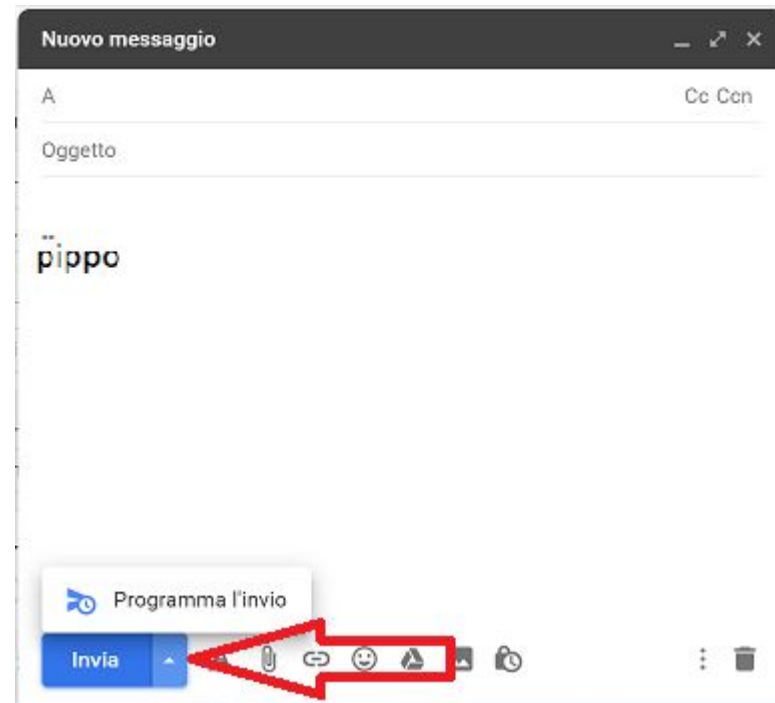 Nuovo messaggio
A Cc Ccn
Oggetto
pippo
Programma l'invio
Invia